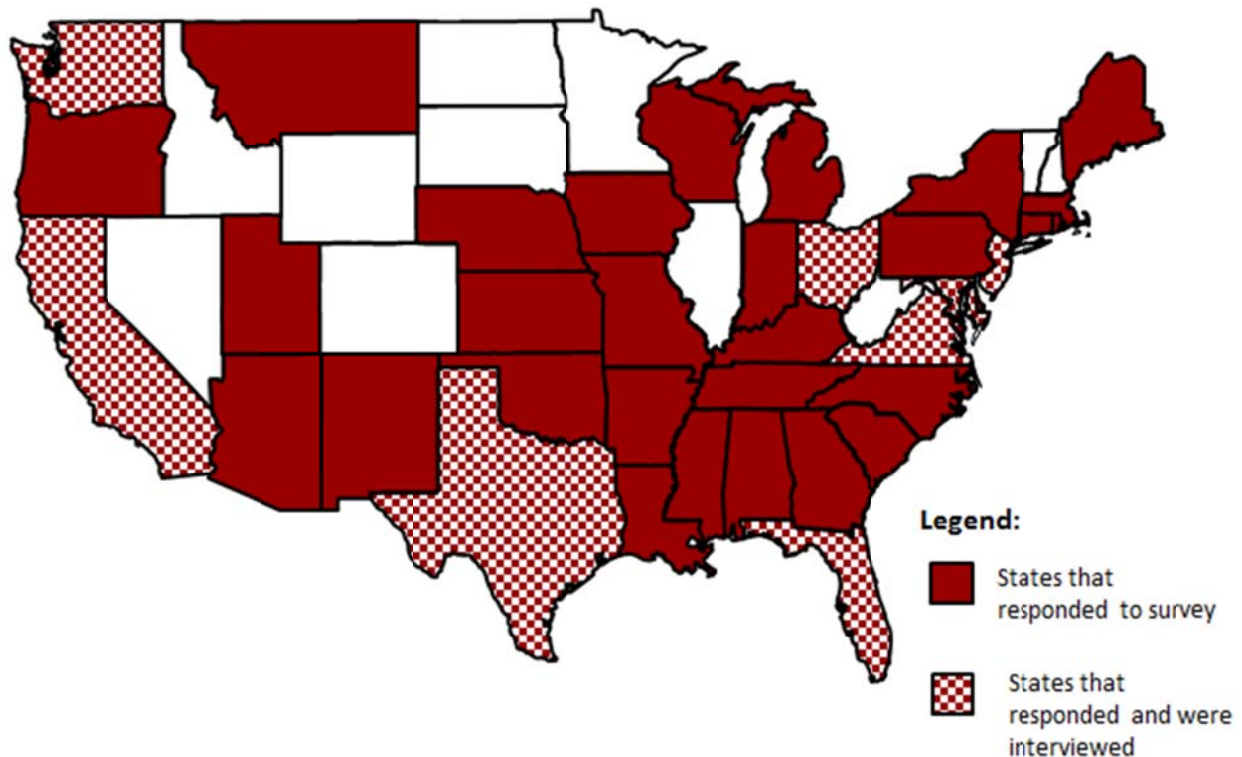 Legend:
States that
responded to survey
States that
responded and were
interviewed